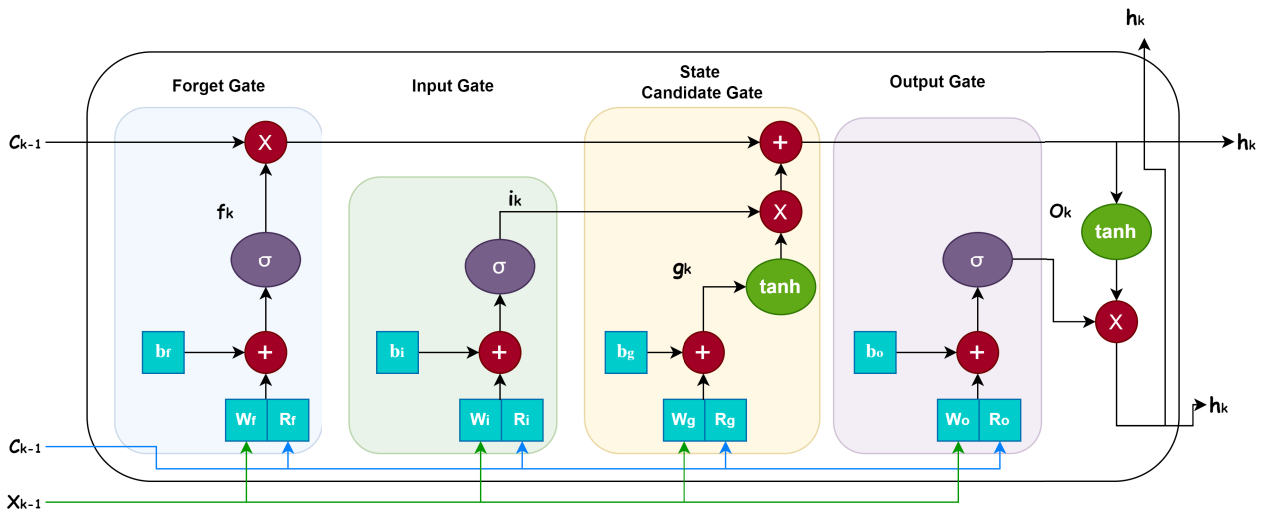 hk
Forget Gate
Input Gate
State
Candidate Gate
Output Gate
Ck-1
X
+
hk
fk
ik
X
Ok
tanh
σ
σ
gk
tanh
σ
X
bf
+
bi
+
bg
+
bo
+
hk
Wf Rf
Wi Ri
Wg Rg
Wo Ro
Ck-1
Xk-1